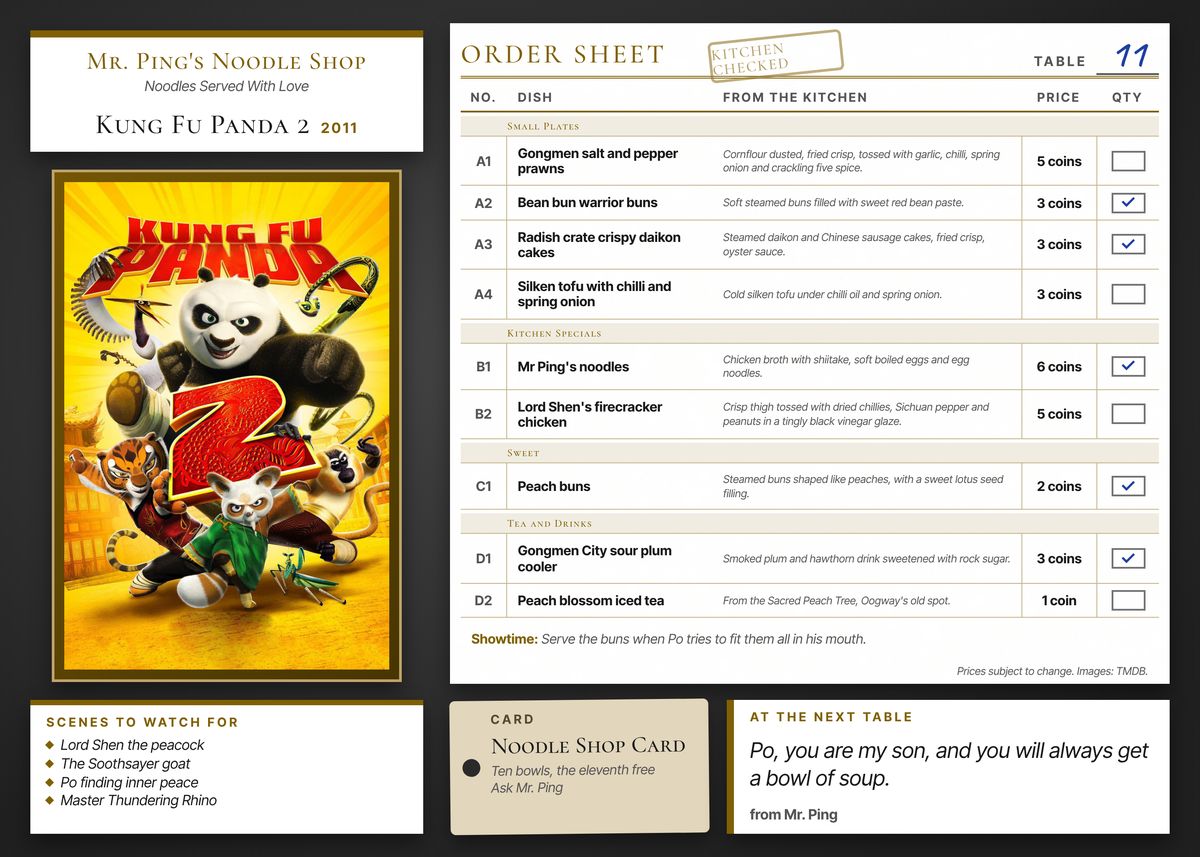 Mr. Ping's Noodle Shop
Noodles Served With Love
Kung Fu Panda 2 2011
KUNG FU
PANDA
2
SCENES TO WATCH FOR
Lord Shen the peacock
The Soothsayer goat
Po finding inner peace
Master Thundering Rhino
ORDER SHEET
KITCHEN
CHECKED
TABLE 11
NO. DISH FROM THE KITCHEN PRICE QTY
Small Plates
A1 Gongmen salt and pepper
prawns
Cornflour dusted, fried crisp, tossed with garlic, chilli, spring
onion and crackling five spice.
5 coins
A2 Bean bun warrior buns Soft steamed buns filled with sweet red bean paste. 3 coins
A3 Radish crate crispy daikon
cakes
Steamed daikon and Chinese sausage cakes, fried crisp,
oyster sauce.
3 coins
A4 Silken tofu with chilli and
spring onion
Cold silken tofu under chilli oil and spring onion.
3 coins
Kitchen Specials
B1 Mr Ping's noodles
Chicken broth with shiitake, soft boiled eggs and egg
noodles.
6 coins
B2 Lord Shen's firecracker
chicken
Crisp thigh tossed with dried chillies, Sichuan pepper and
peanuts in a tingly black vinegar glaze.
5 coins
Sweet
C1 Peach buns
Steamed buns shaped like peaches, with a sweet lotus seed
filling.
2 coins
Tea and Drinks
D1 Gongmen City sour plum
cooler
Smoked plum and hawthorn drink sweetened with rock sugar.
3 coins
D2 Peach blossom iced tea From the Sacred Peach Tree, Oogway's old spot. 1 coin
Showtime: Serve the buns when Po tries to fit them all in his mouth.
Prices subject to change. Images: TMDB.
CARD
Noodle Shop Card
Ten bowls, the eleventh free
Ask Mr. Ping
AT THE NEXT TABLE
Po, you are my son, and you will always get
a bowl of soup.
from Mr. Ping